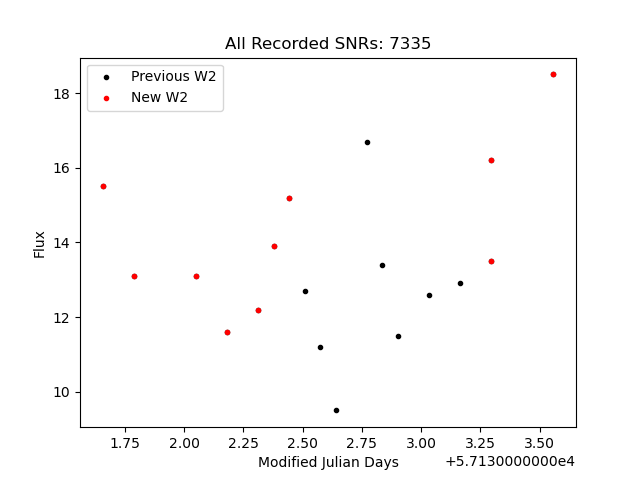 All Recorded SNRs: 7335
Previous W2
New W2
Flux
18
16
14
12
10
1.75 2.00 2.25 2.50 2.75 3.00 3.25 3.50
Modified Julian Days
+5.7130000000e4